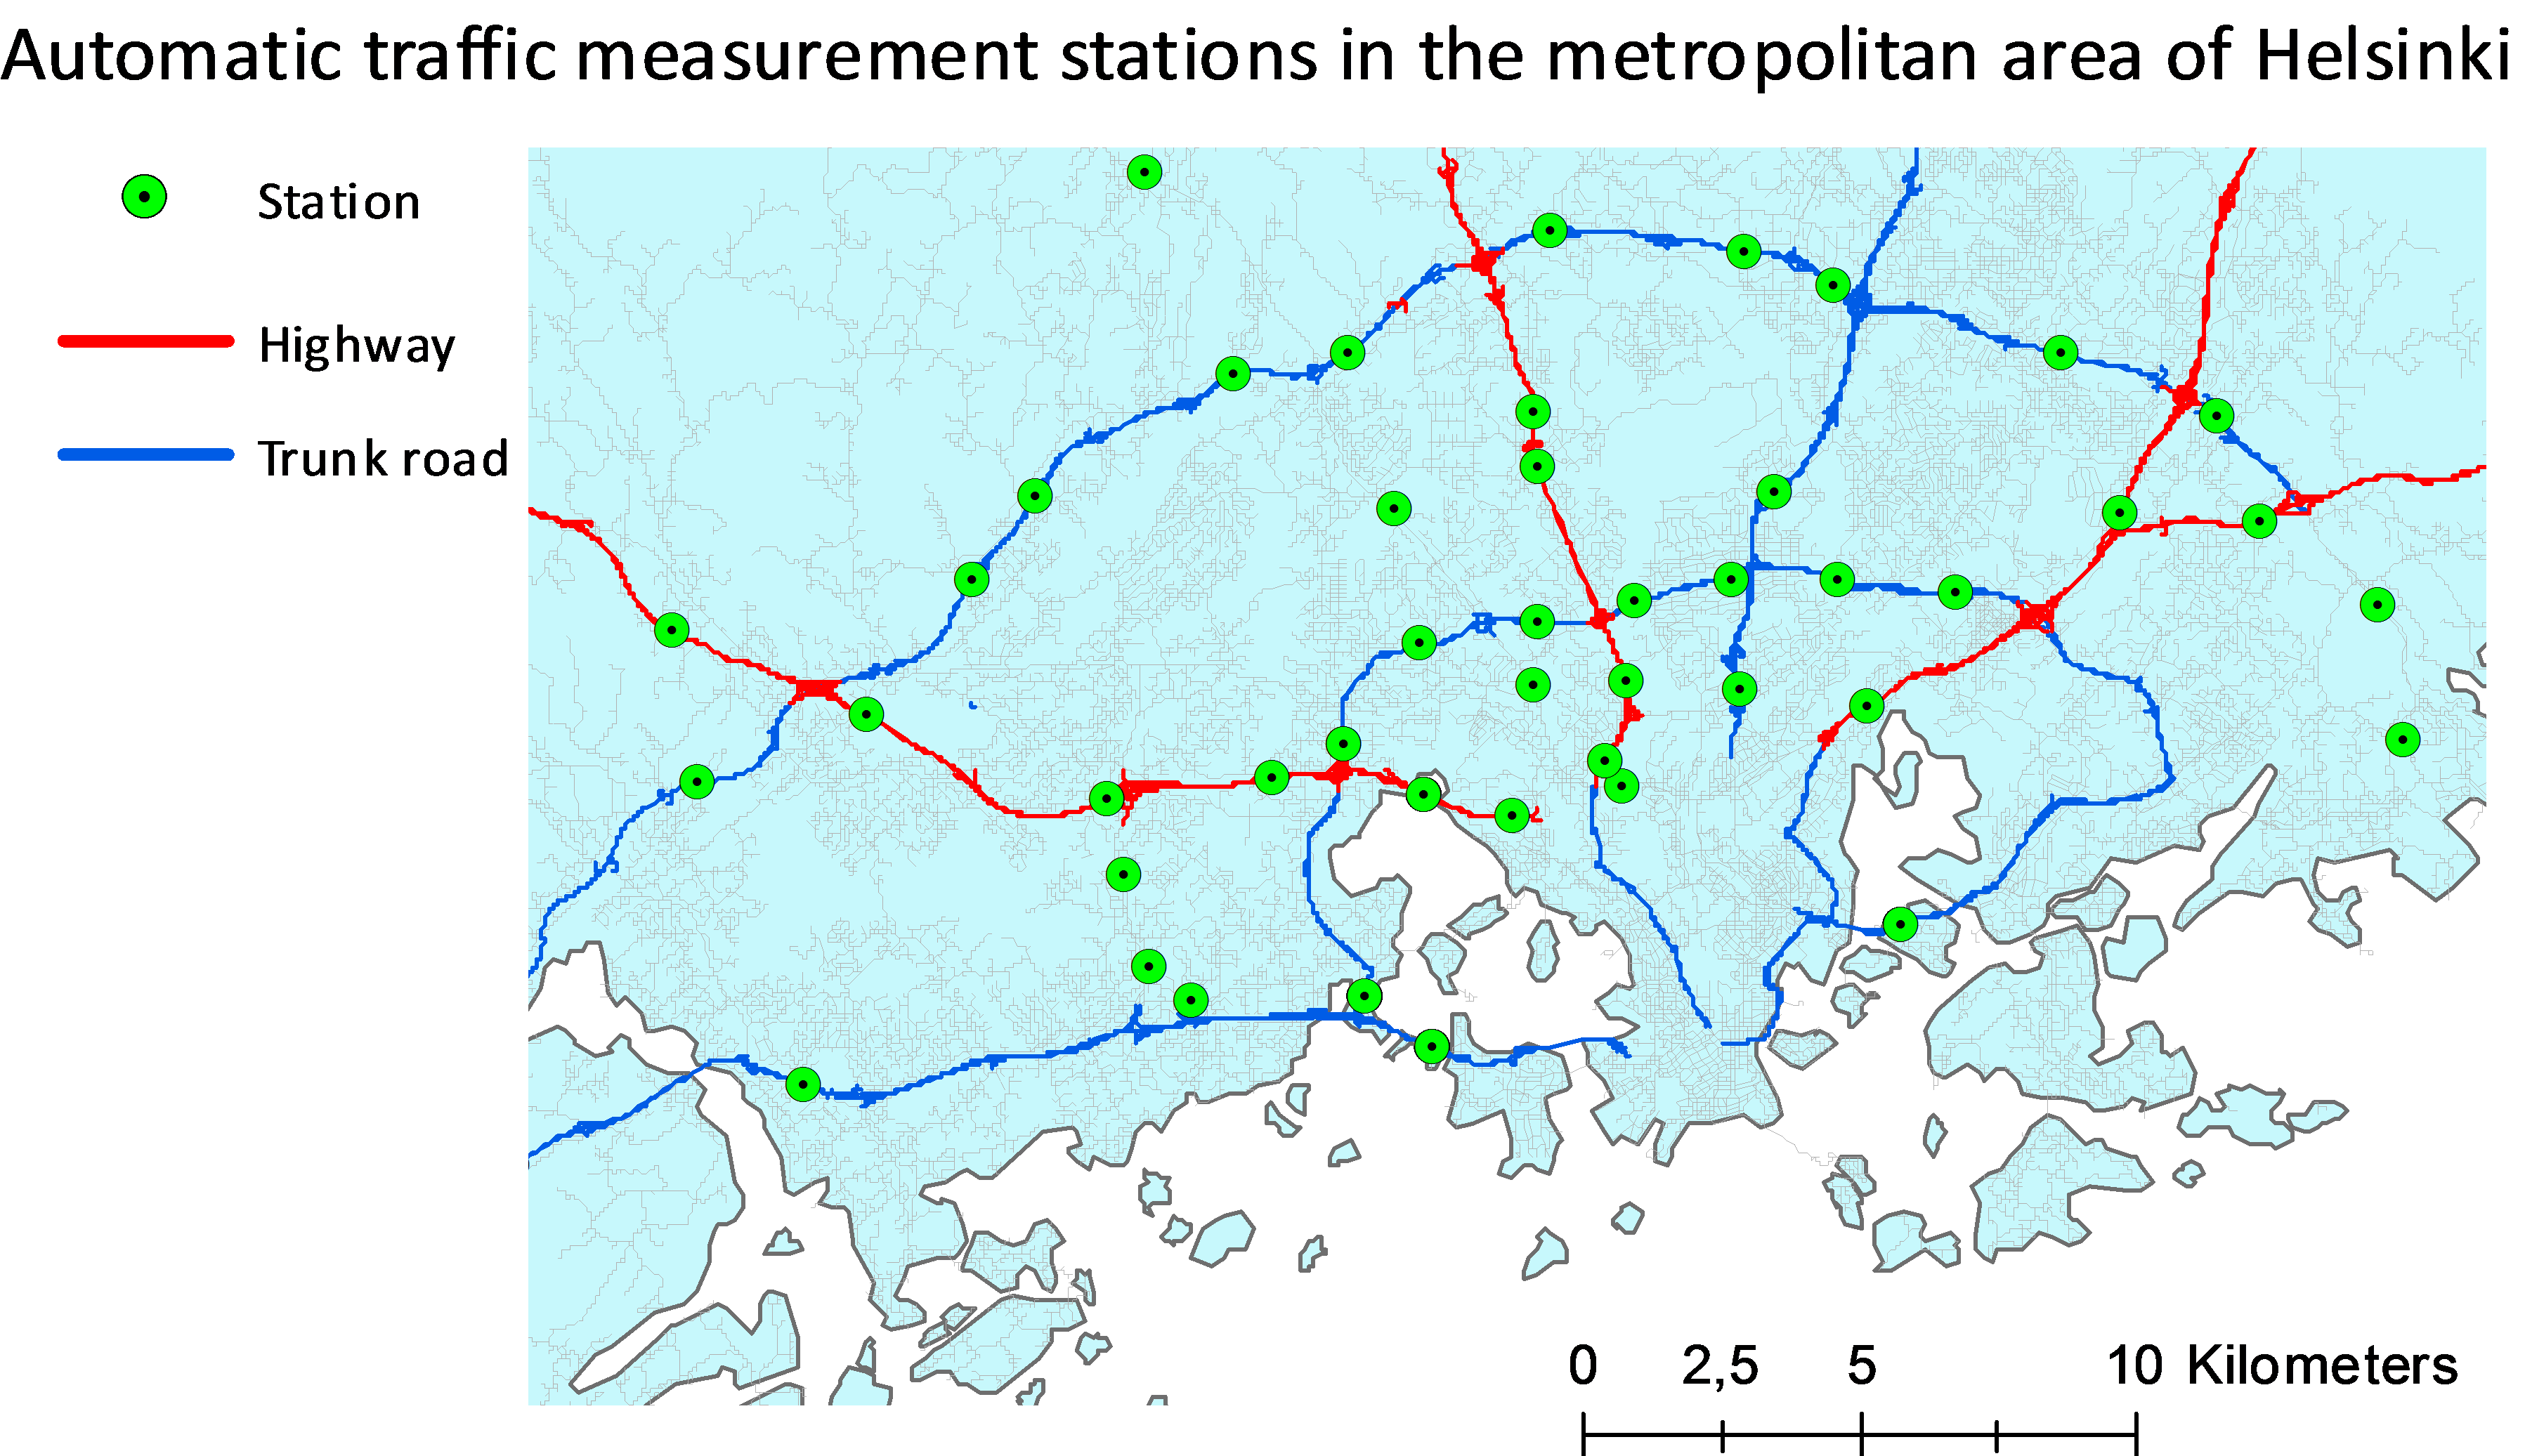 Automatic traffic measurement stations in the metropolitan area of Helsinki
Station
Highway
Trunk road
0 2,5 5 10 Kilometers